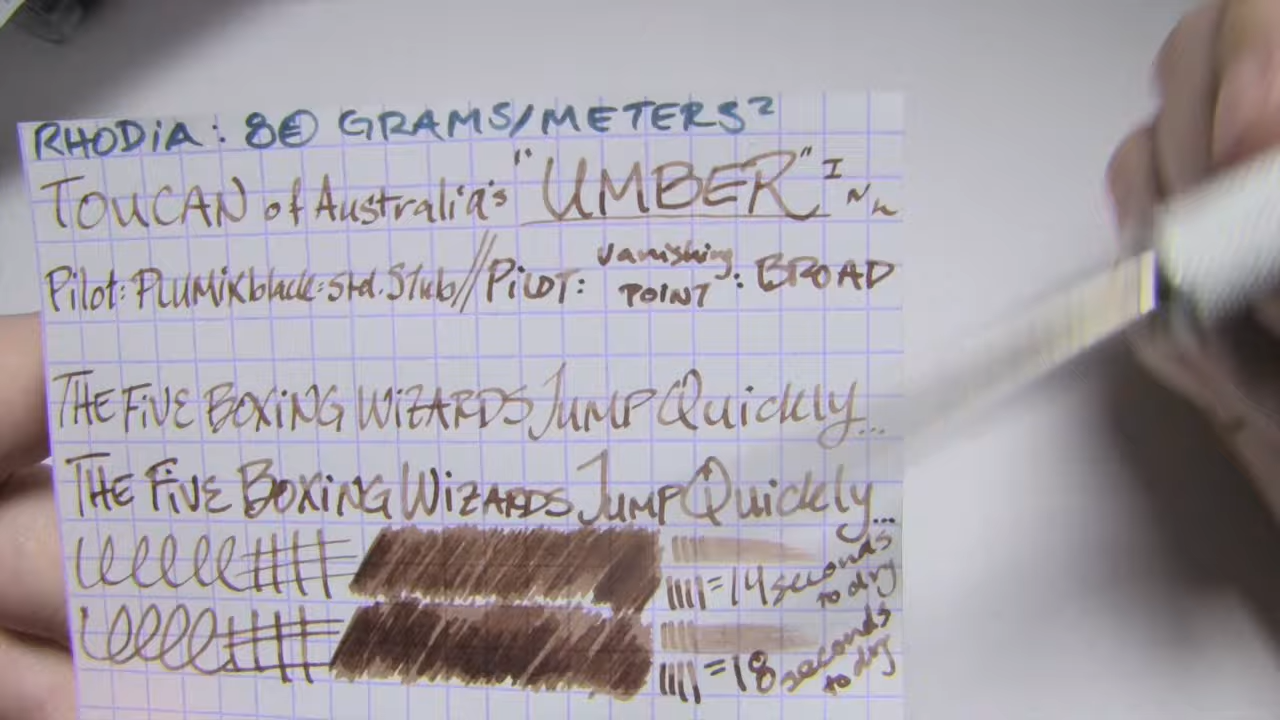 RHODIA: 80 GRAMS/METERS²
TOUCAN of Australia's "UMBER" INK
Pilot: PLUMIX black: Std. Stub // PILOT: Vanishing POINT: BROAD
THE FiVE BOXING WiZARDS JUMP QuickLy...
THE FiVE BOXiNG WiZARDS JUMP Quickly...
|||| = 14 seconds to dry
|||| = 18 seconds to dry